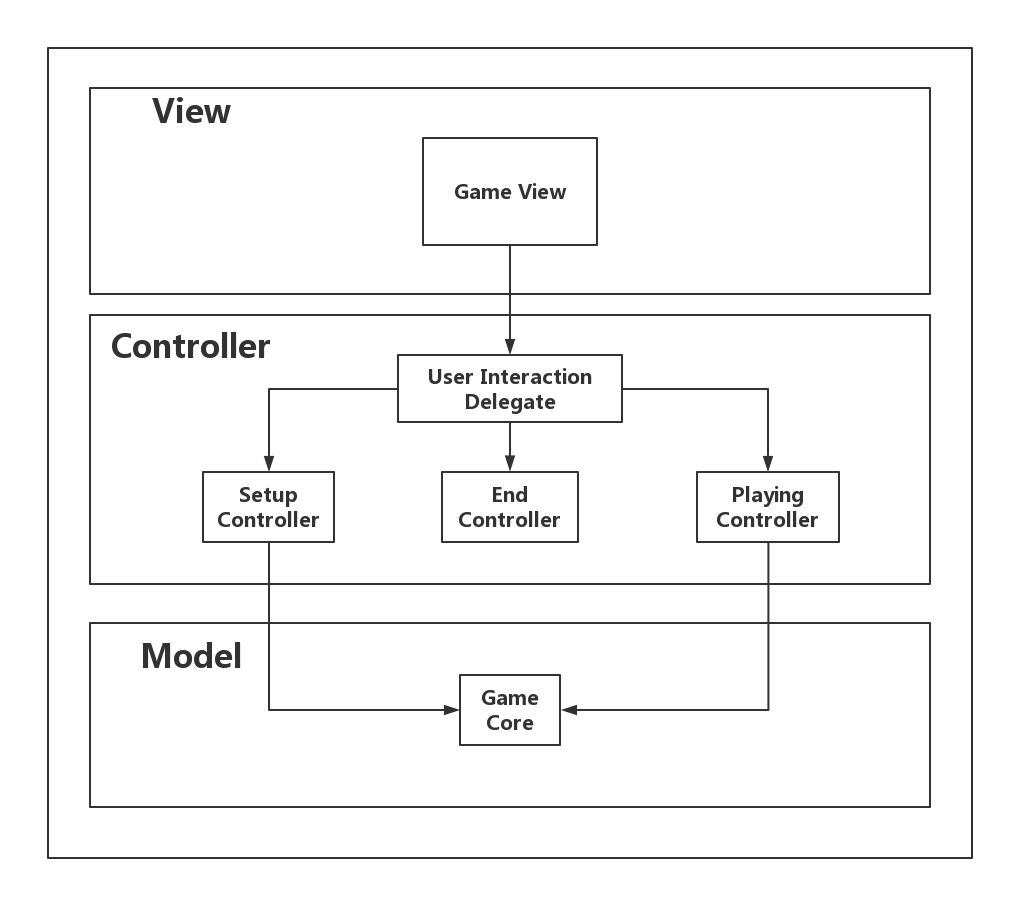 View
Game View
Controller
User Interaction
Delegate
Setup
Controller
End
Controller
Playing
Controller
Model
Game
Core